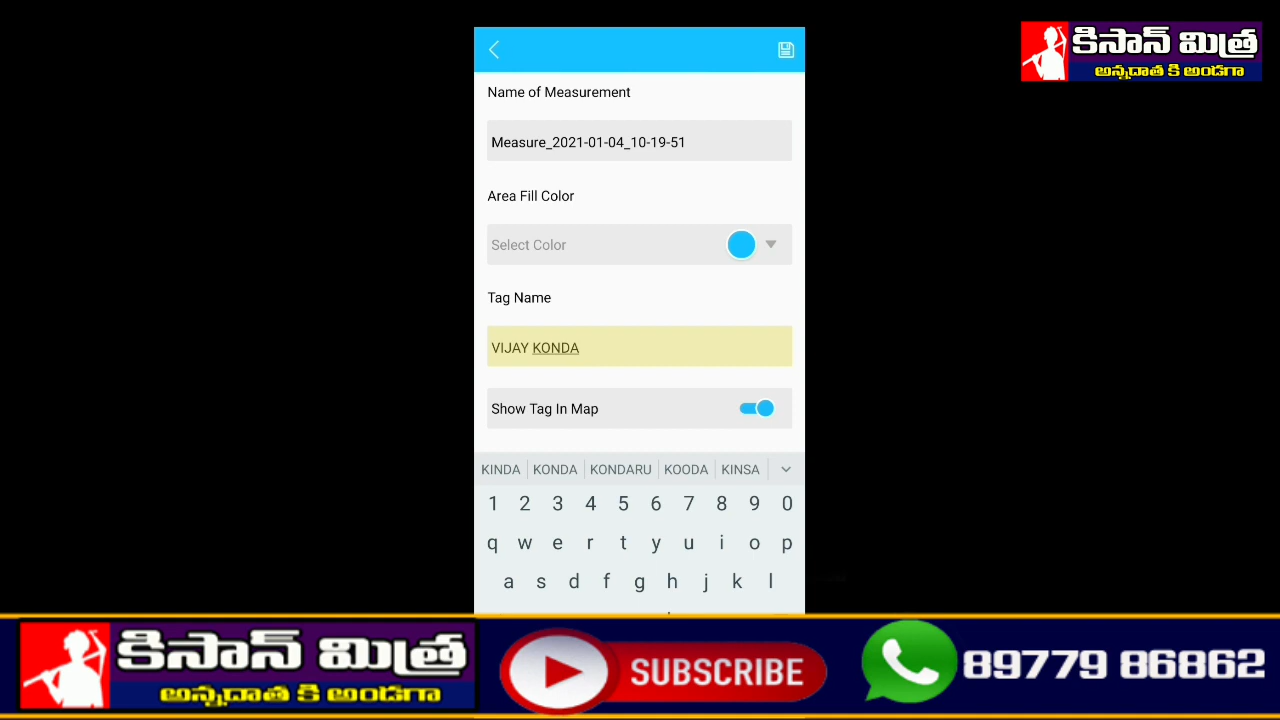 కిసాన్ మిత్ర
అన్నదాత కి అండగా
Name of Measurement
Measure_2021-01-04_10-19-51
Area Fill Color
Select Color
Tag Name
VIJAY KONDA
Show Tag In Map
KINDA KONDA KONDARU KOODA KINSA
1 2 3 4 5 6 7 8 9 0
q w e r t y u i o p
a s d f g h j k l
కిసాన్ మిత్ర
అన్నదాత కి అండగా
SUBSCRIBE
89779 86862